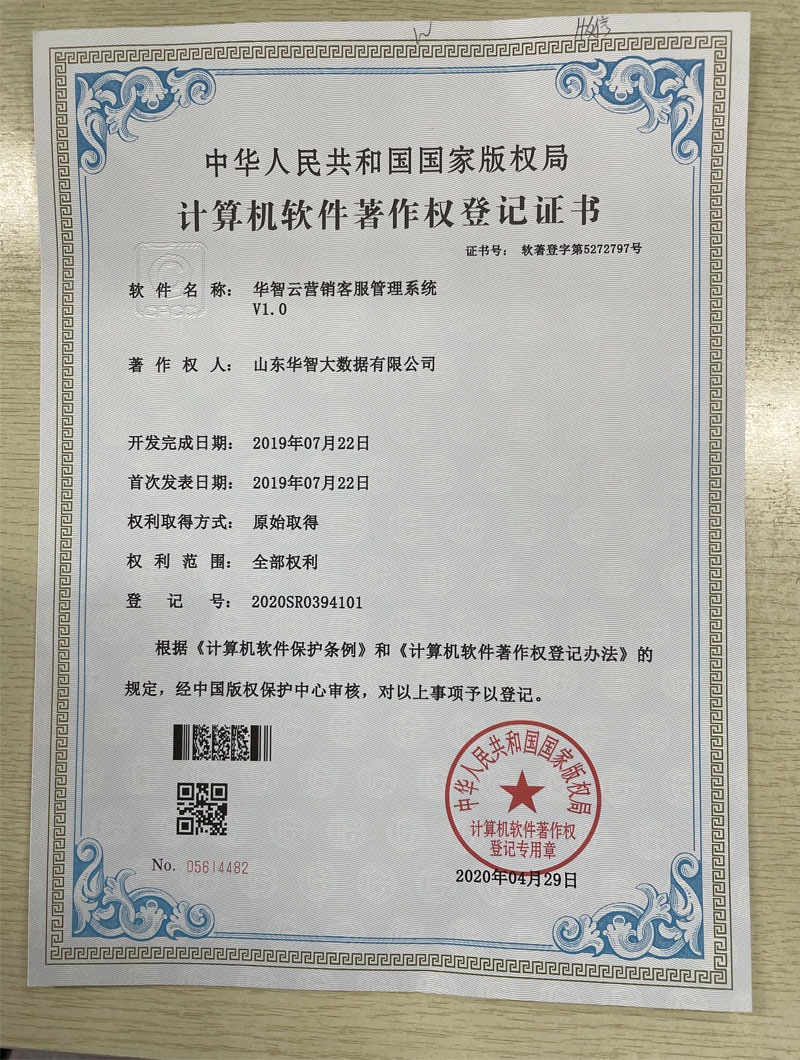 中华人民共和国国家版权局
计算机软件著作权登记证书
证书号： 软著登字第5272797号
CPCC
软件名称： 华智云营销客服管理系统
V1.0
著作权人： 山东华智大数据有限公司
开发完成日期： 2019年07月22日
首次发表日期： 2019年07月22日
权利取得方式： 原始取得
权利范围： 全部权利
登记号： 2020SR0394101
根据《计算机软件保护条例》和《计算机软件著作权登记办法》的
规定，经中国版权保护中心审核，对以上事项予以登记。
中华人民共和国国家版权局
计算机软件著作权
登记专用章
No. 05614482
2020年04月29日